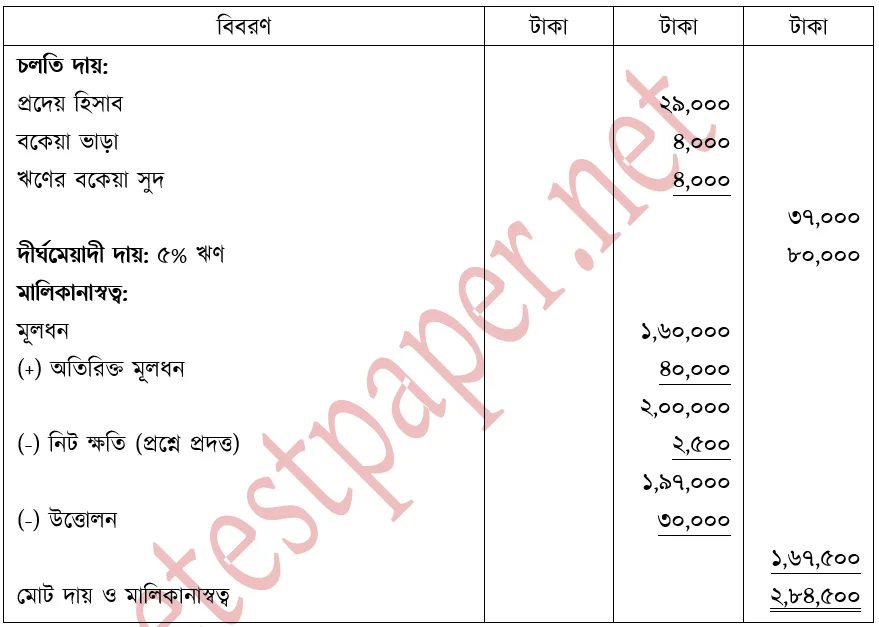 বিবরণ টাকা টাকা টাকা
চলতি দায়:
প্রদেয় হিসাব ২৯,০০০
বকেয়া ভাড়া ৪,০০০
ঋণের বকেয়া সুদ ৪,০০০
৩৭,০০০
দীর্ঘমেয়াদী দায়: ৫% ঋণ ৮০,০০০
মালিকানাস্বত্ব:
মূলধন ১,৬০,০০০
(+) অতিরিক্ত মূলধন ৪০,০০০
২,০০,০০০
(-) নিট ক্ষতি (প্রশ্নে প্রদত্ত) ২,৫০০
১,৯৭,০০০
(-) উত্তোলন ৩০,০০০
১,৬৭,৫০০
মোট দায় ও মালিকানাস্বত্ব ২,৮৪,৫০০
etestpaper.net